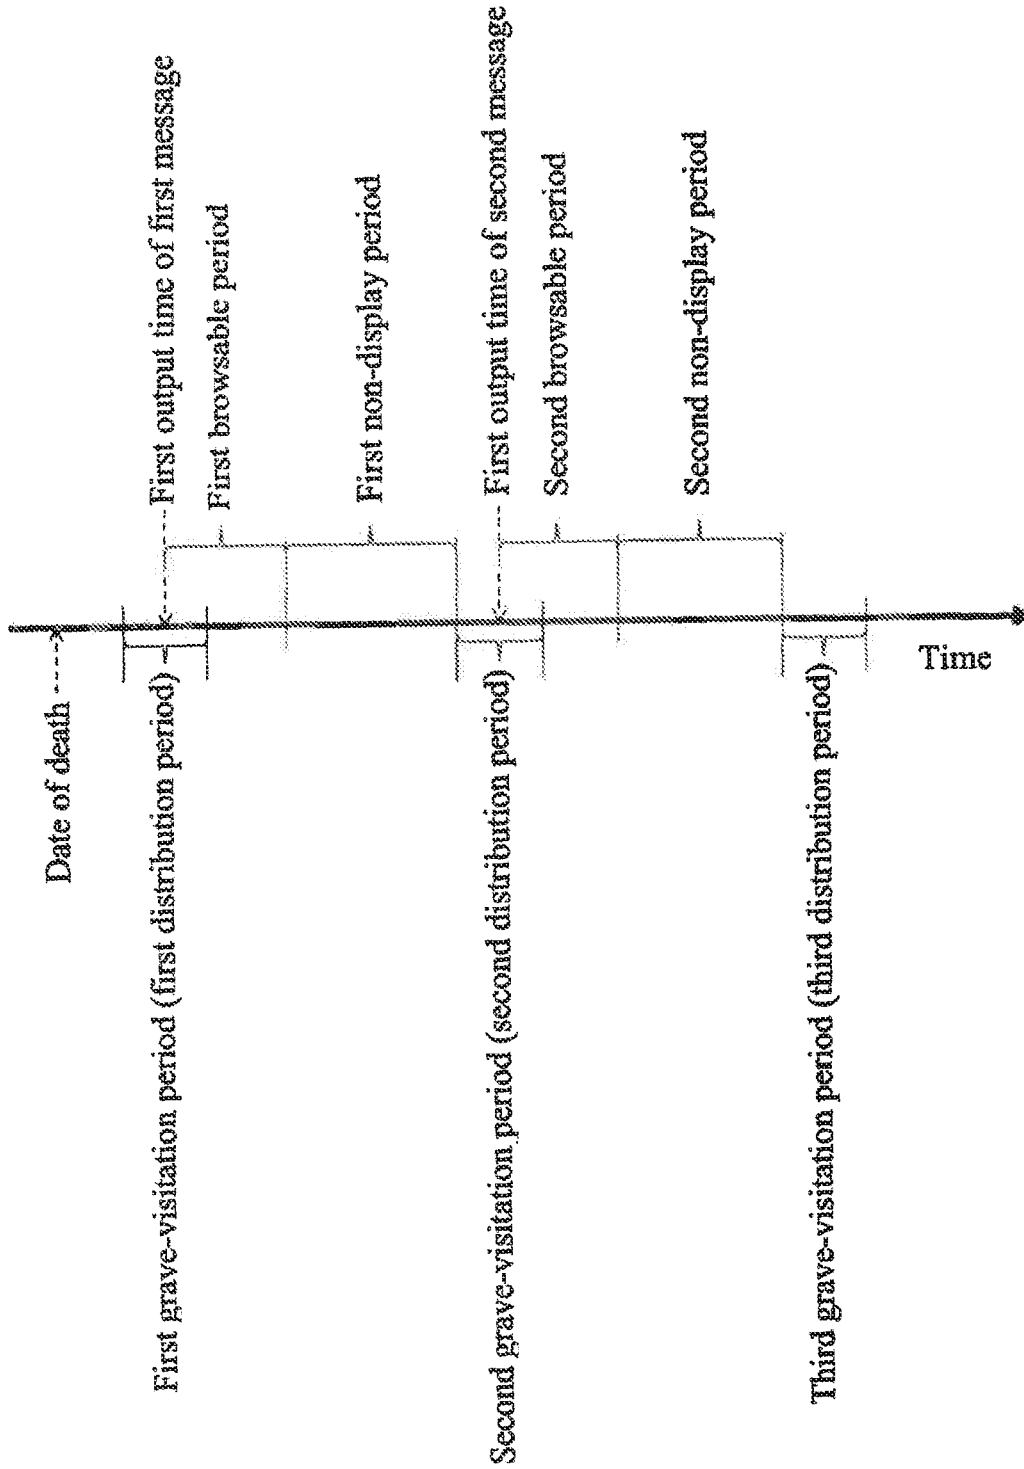 Date of death
First grave-visitation period (first distribution period)
First output time of first message
First browsable period
First non-display period
Second grave-visitation period (second distribution period)
First output time of second message
Second browsable period
Second non-display period
Third grave-visitation period (third distribution period)
Time